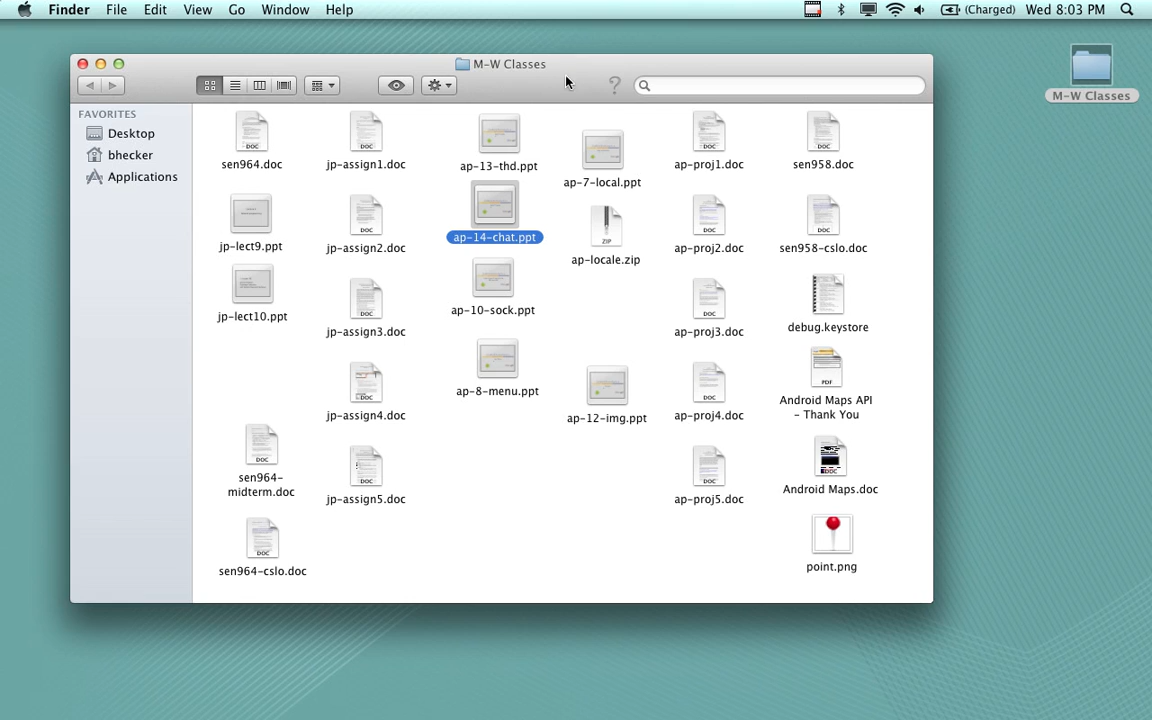 Finder File Edit View Go Window Help (Charged) Wed 8:03 PM
M-W Classes
?
FAVORITES
Desktop
bhecker
Applications
sen964.doc
jp-assign1.doc
ap-13-thd.ppt
ap-7-local.ppt
ap-proj1.doc
sen958.doc
jp-lect9.ppt
jp-assign2.doc
ap-14-chat.ppt
ZIP
ap-locale.zip
ap-proj2.doc
sen958-cslo.doc
jp-lect10.ppt
jp-assign3.doc
ap-10-sock.ppt
ap-proj3.doc
debug.keystore
jp-assign4.doc
ap-8-menu.ppt
ap-12-img.ppt
ap-proj4.doc
PDF
Android Maps API
- Thank You
DOC
sen964-
midterm.doc
jp-assign5.doc
ap-proj5.doc
Android Maps.doc
DOC
sen964-cslo.doc
point.png
M-W Classes